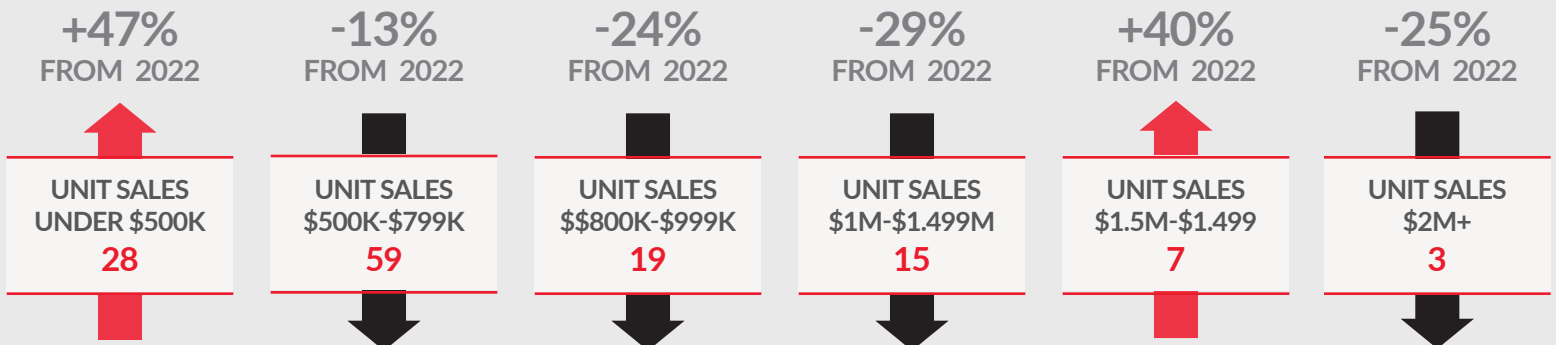 +47%
FROM 2022
UNIT SALES
UNDER $500K
28
-13%
FROM 2022
UNIT SALES
$500K-$799K
59
-24%
FROM 2022
UNIT SALES
$$800K-$999K
19
-29%
FROM 2022
UNIT SALES
$1M-$1.499M
15
+40%
FROM 2022
UNIT SALES
$1.5M-$1.499
7
-25%
FROM 2022
UNIT SALES
$2M+
3